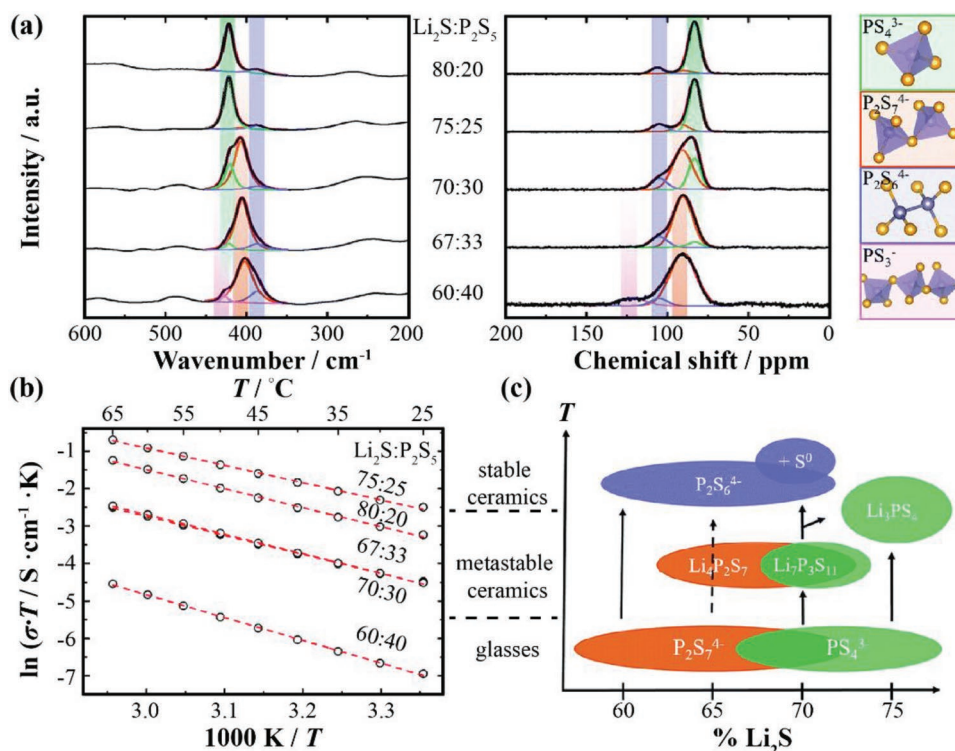 (a)
Li₂S:P₂S₅
80:20
75:25
70:30
67:33
60:40
Intensity / a.u.
600 500 400 300 200
Wavenumber / cm⁻¹
200 150 100 50 0
Chemical shift / ppm
PS₄³⁻
P₂S₇⁴⁻
P₂S₆⁴⁻
PS₃⁻
(b)
T / °C
65 55 45 35 25
Li₂S:P₂S₅
75:25
80:20
67:33
70:30
60:40
-1
-2
-3
-4
-5
-6
-7
ln (σ·T / S·cm⁻¹·K)
3.0 3.1 3.2 3.3
1000 K / T
(c)
T
stable
ceramics
metastable
ceramics
glasses
+ S⁰
P₂S₆⁴⁻
Li₃PS₄
Li₄P₂S₇
Li₇P₃S₁₁
P₂S₇⁴⁻
PS₄³⁻
60 65 70 75
% Li₂S